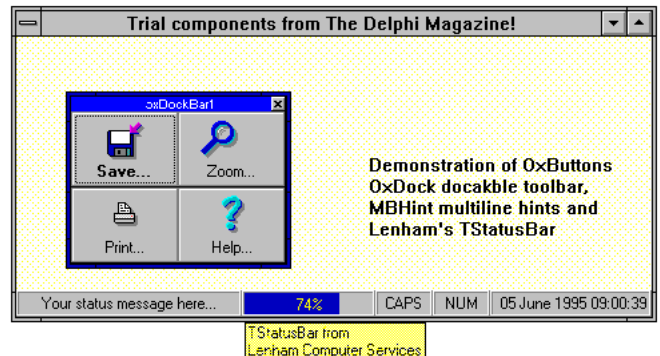 Trial components from The Delphi Magazine!
oxDockBar1
Save...
Zoom...
Print...
Help...
Demonstration of OxButtons
OxDock docakble toolbar,
MBHint multiline hints and
Lenham's TStatusBar
Your status message here...
74%
CAPS
NUM
05 June 1995 09:00:39
TStatusBar from
Lenham Computer Services